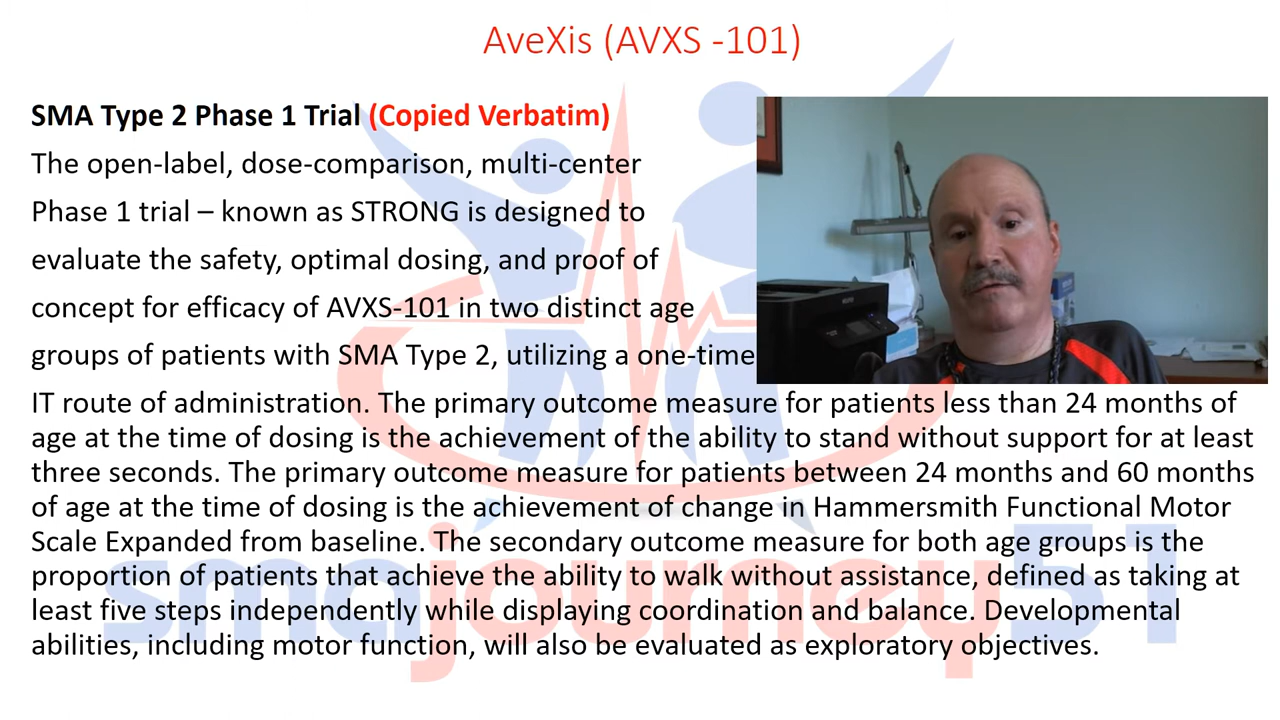 AveXis (AVXS -101)
SMA Type 2 Phase 1 Trial (Copied Verbatim)
The open-label, dose-comparison, multi-center
Phase 1 trial – known as STRONG is designed to
evaluate the safety, optimal dosing, and proof of
concept for efficacy of AVXS-101 in two distinct age
groups of patients with SMA Type 2, utilizing a one-time
IT route of administration. The primary outcome measure for patients less than 24 months of
age at the time of dosing is the achievement of the ability to stand without support for at least
three seconds. The primary outcome measure for patients between 24 months and 60 months
of age at the time of dosing is the achievement of change in Hammersmith Functional Motor
Scale Expanded from baseline. The secondary outcome measure for both age groups is the
proportion of patients that achieve the ability to walk without assistance, defined as taking at
least five steps independently while displaying coordination and balance. Developmental
abilities, including motor function, will also be evaluated as exploratory objectives.
smajourney51